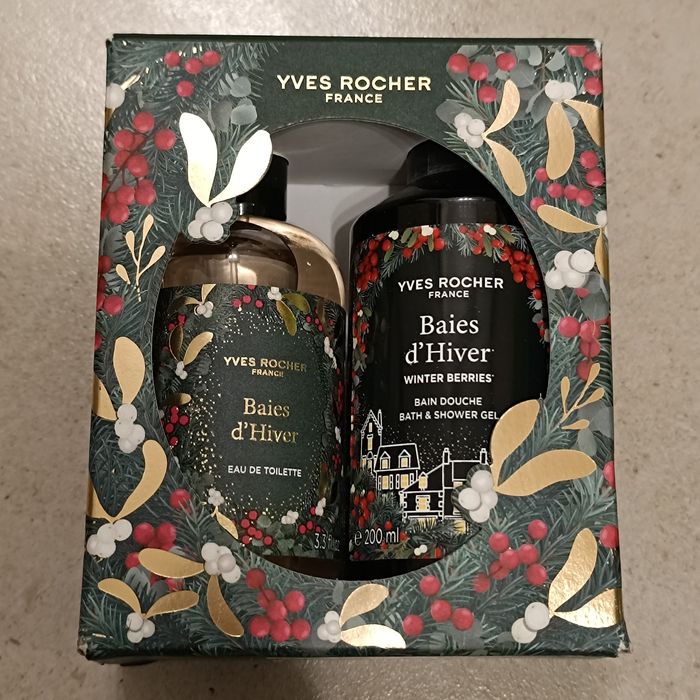 YVES ROCHER
FRANCE
YVES ROCHER
FRANCE
Baies
d'Hiver
EAU DE TOILETTE
YVES ROCHER
FRANCE
Baies
d'Hiver
WINTER BERRIES*
BAIN DOUCHE
BATH & SHOWER GEL
e 200 ml